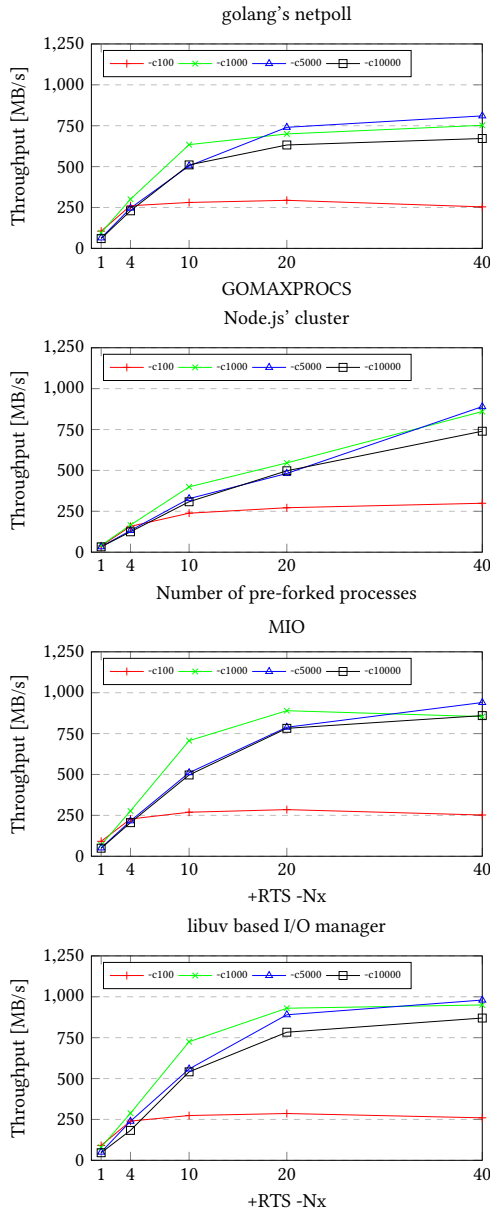 golang's netpoll
1,250
-c100 -c1000 -c5000 -c10000
1,000
750
500
250
0
Throughput [MB/s]
1 4 10 20 40
GOMAXPROCS
Node.js' cluster
1,250
-c100 -c1000 -c5000 -c10000
1,000
750
500
250
0
Throughput [MB/s]
1 4 10 20 40
Number of pre-forked processes
MIO
1,250
-c100 -c1000 -c5000 -c10000
1,000
750
500
250
0
Throughput [MB/s]
1 4 10 20 40
+RTS -Nx
libuv based I/O manager
1,250
-c100 -c1000 -c5000 -c10000
1,000
750
500
250
0
Throughput [MB/s]
1 4 10 20 40
+RTS -Nx